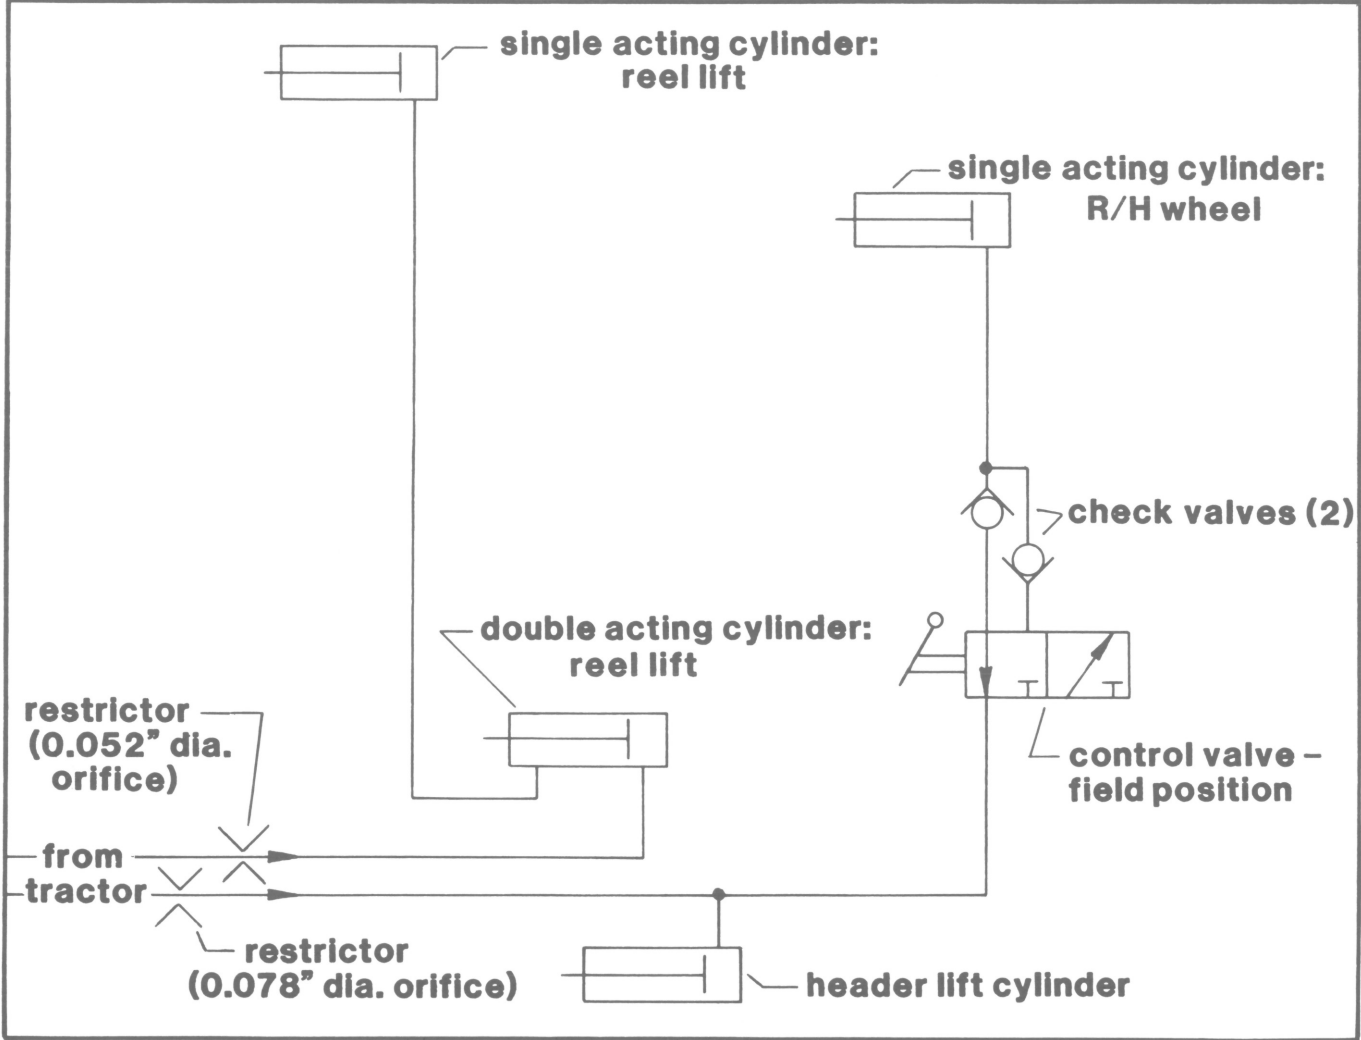 single acting cylinder:
reel lift
single acting cylinder:
R/H wheel
check valves (2)
double acting cylinder:
reel lift
restrictor
(0.052” dia.
orifice)
control valve –
field position
from
tractor
restrictor
(0.078” dia. orifice)
header lift cylinder